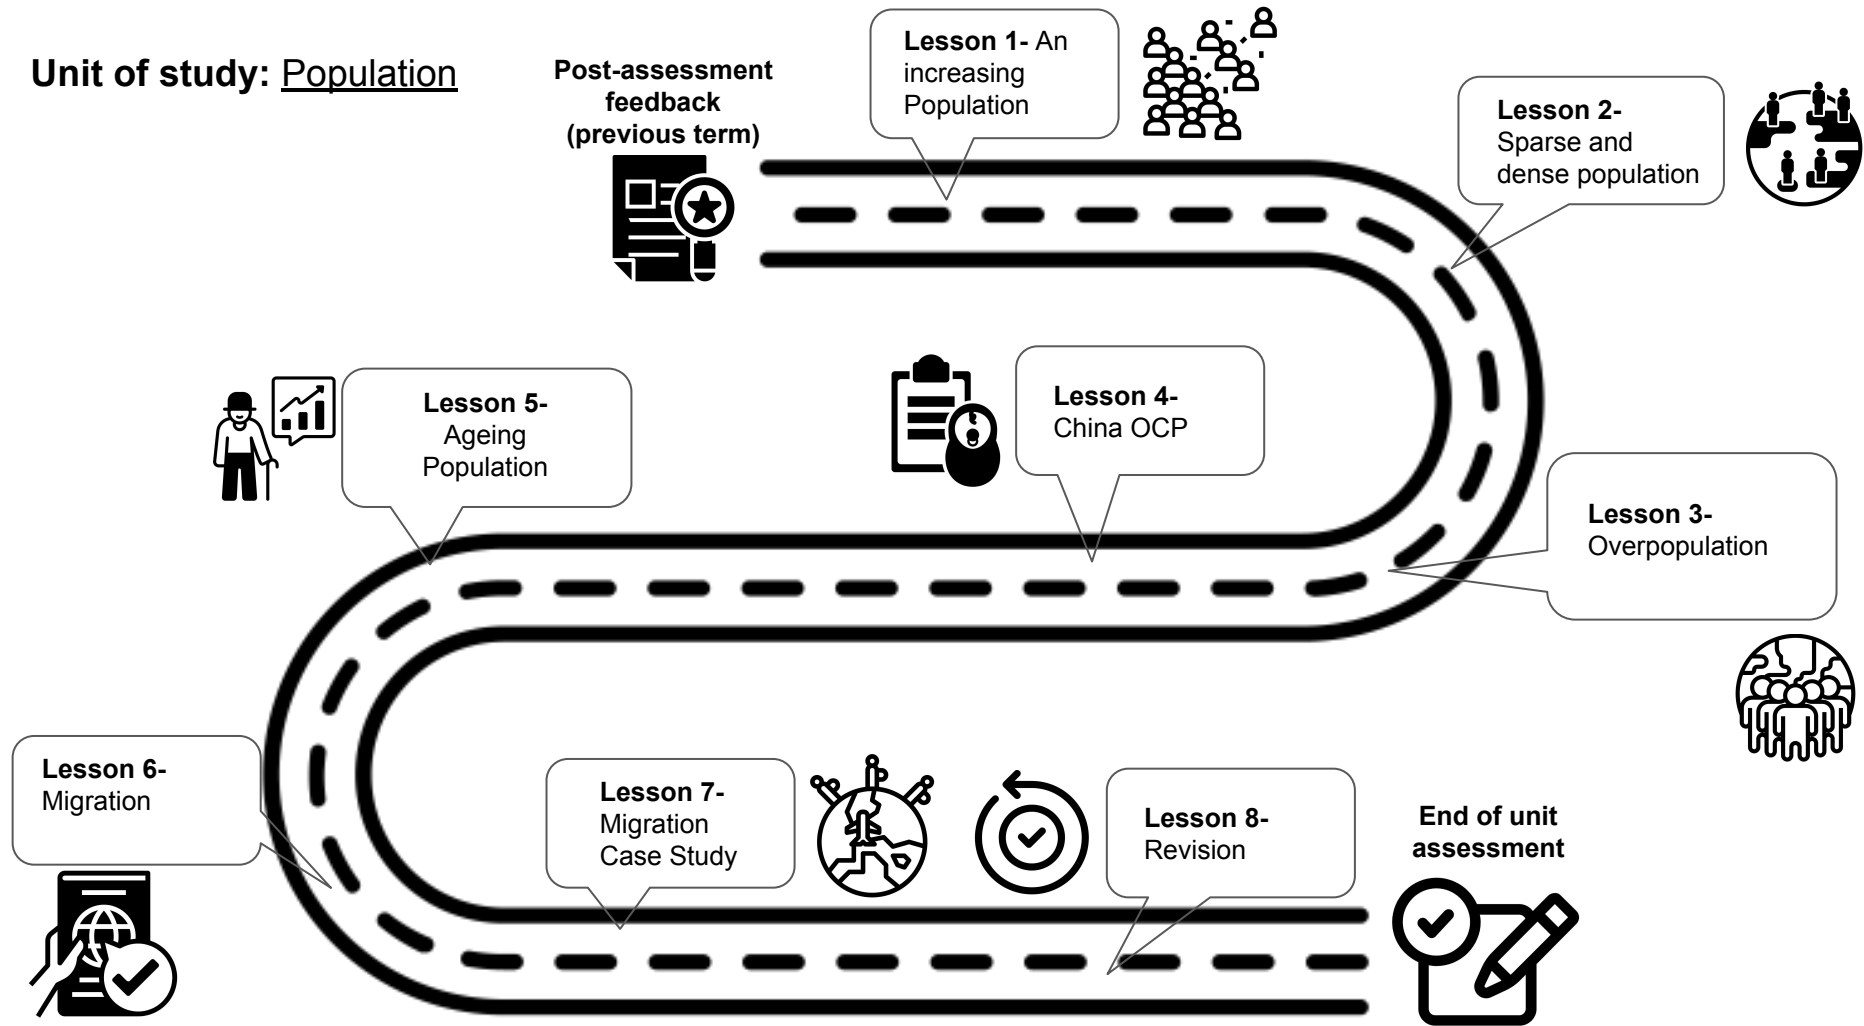 Unit of study: Population
Post-assessment
feedback
(previous term)
Lesson 1- An
increasing
Population
Lesson 2-
Sparse and
dense population
Lesson 3-
Overpopulation
Lesson 4-
China OCP
Lesson 5-
Ageing
Population
Lesson 6-
Migration
Lesson 7-
Migration
Case Study
Lesson 8-
Revision
End of unit
assessment